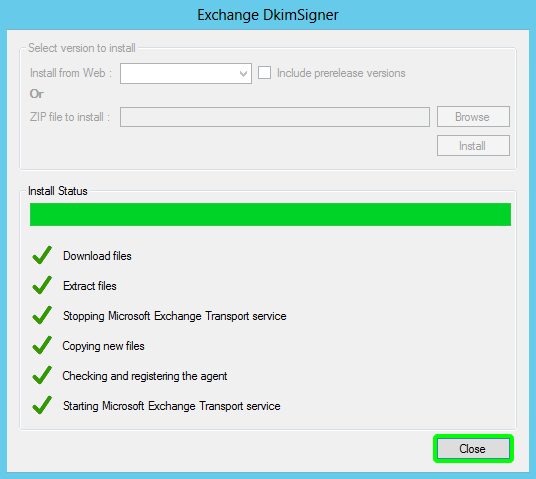 Exchange DkimSigner
Select version to install
Install from Web :
Include prerelease versions
Or
ZIP file to install :
Browse
Install
Install Status
Download files
Extract files
Stopping Microsoft Exchange Transport service
Copying new files
Checking and registering the agent
Starting Microsoft Exchange Transport service
Close